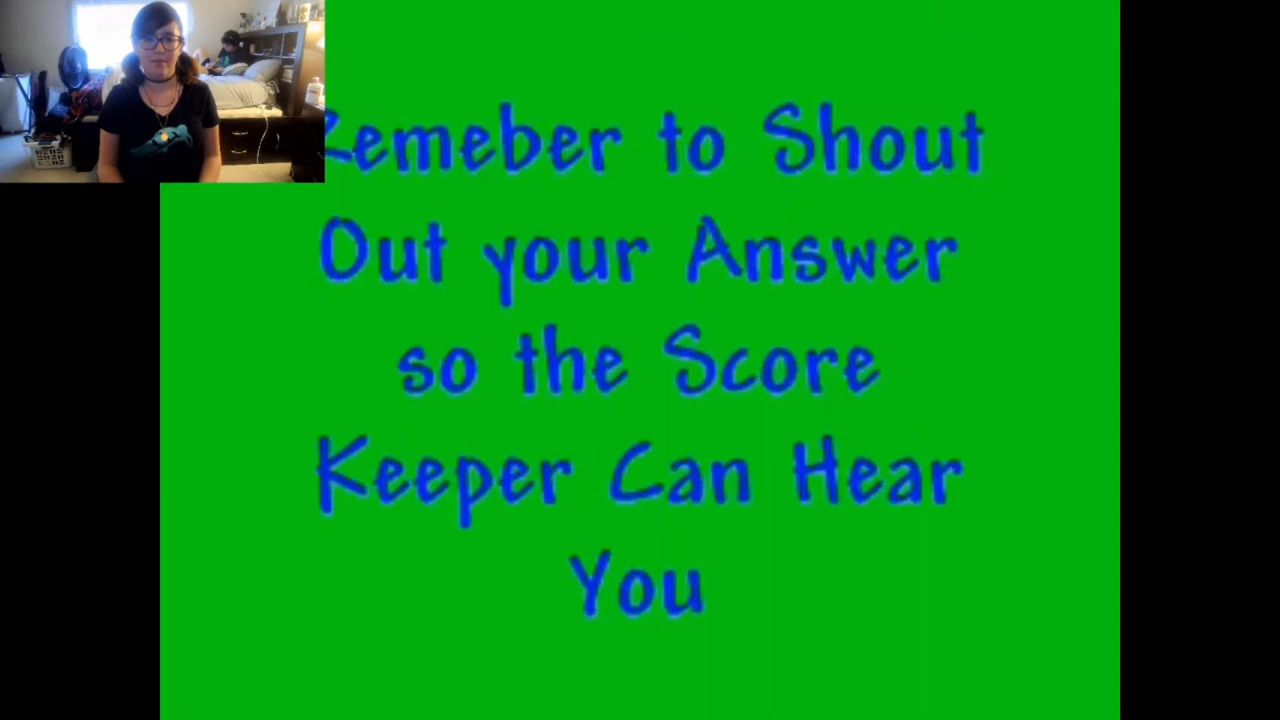 Remeber to Shout
Out your Answer
so the Score
Keeper Can Hear
You